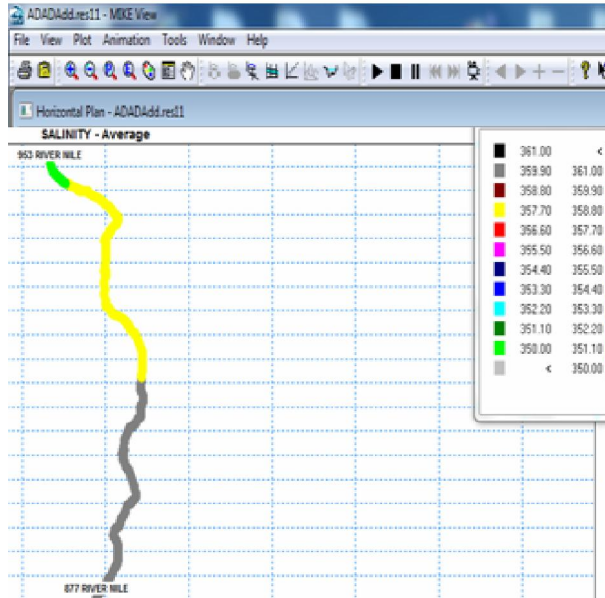 ADADAdd.res11 - MIKE View
File View Plot Animation Tools Window Help
Horizontal Plan - ADADAdd.res11
SALINITY - Average
953 RIVER NILE
361.00 <
359.90 361.00
358.80 359.90
357.70 358.80
356.60 357.70
355.50 356.60
354.40 355.50
353.30 354.40
352.20 353.30
351.10 352.20
350.00 351.10
< 350.00
877 RIVER NILE